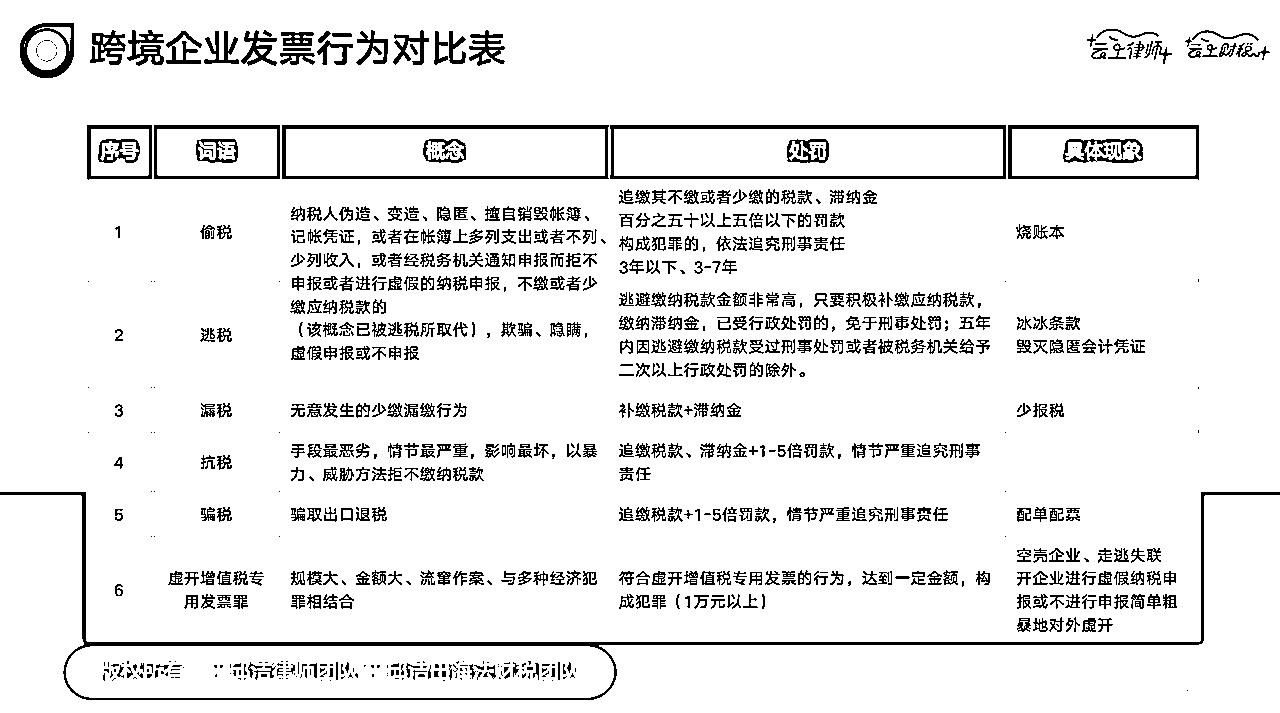 跨境企业发票行为对比表
序号 词语 概念 处罚 具体现象
1
偷税
纳税人伪造、变造、隐匿、擅自销毁帐簿、
记帐凭证，或者在帐簿上多列支出或者不列、
少列收入，或者经税务机关通知申报而拒不
申报或者进行虚假的纳税申报，不缴或者少
缴应纳税款的
（该概念已被逃税所取代），欺骗、隐瞒，
虚假申报或不申报
追缴其不缴或者少缴的税款、滞纳金
百分之五十以上五倍以下的罚款
构成犯罪的，依法追究刑事责任
3年以下、3-7年
烧账本
2
逃税
逃避缴纳税款金额非常高，只要积极补缴应纳税款，
缴纳滞纳金，已受行政处罚的，免于刑事处罚；五年
内因逃避缴纳税款受过刑事处罚或者被税务机关给予
二次以上行政处罚的除外。
冰冰条款
毁灭隐匿会计凭证
3
漏税
无意发生的少缴漏缴行为
补缴税款+滞纳金
少报税
4
抗税
手段最恶劣，情节最严重，影响最坏，以暴
力、威胁方法拒不缴纳税款
追缴税款、滞纳金+1-5倍罚款，情节严重追究刑事
责任
5
骗税
骗取出口退税
追缴税款+1-5倍罚款，情节严重追究刑事责任
配单配票
6
虚开增值税专
用发票罪
规模大、金额大、流窜作案、与多种经济犯
罪相结合
符合虚开增值税专用发票的行为，达到一定金额，构
成犯罪（1万元以上）
空壳企业、走逃失联
开企业进行虚假纳税申
报或不进行申报简单粗
暴地对外虚开
版权所有
律师团队
出海法财税团队